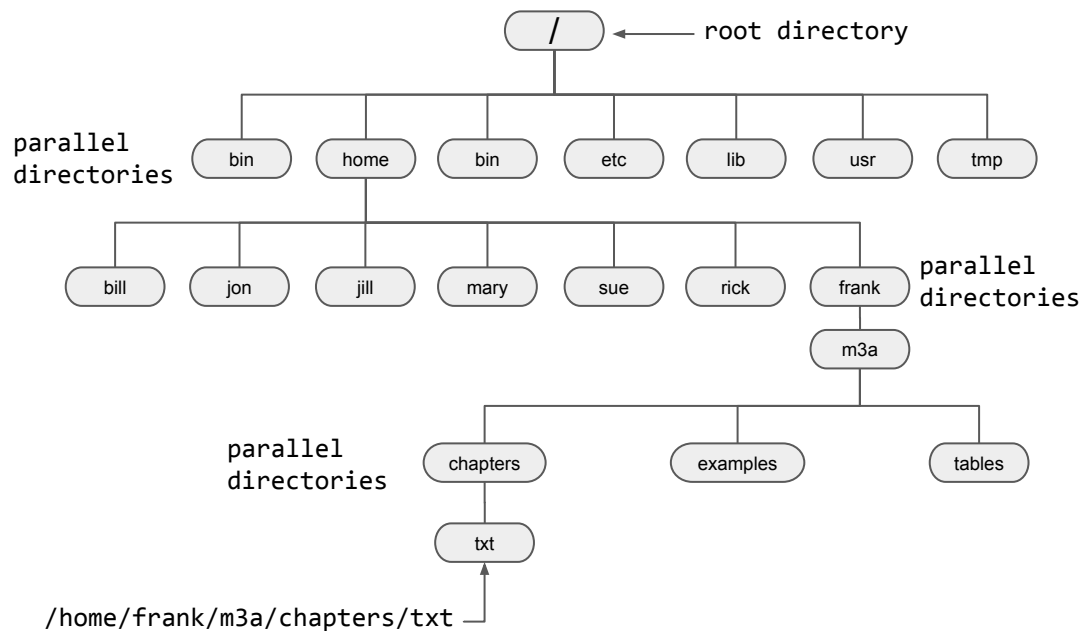 /
root directory
parallel
directories
bin
home
bin
etc
lib
usr
tmp
bill
jon
jill
mary
sue
rick
frank
parallel
directories
m3a
parallel
directories
chapters
examples
tables
txt
/home/frank/m3a/chapters/txt